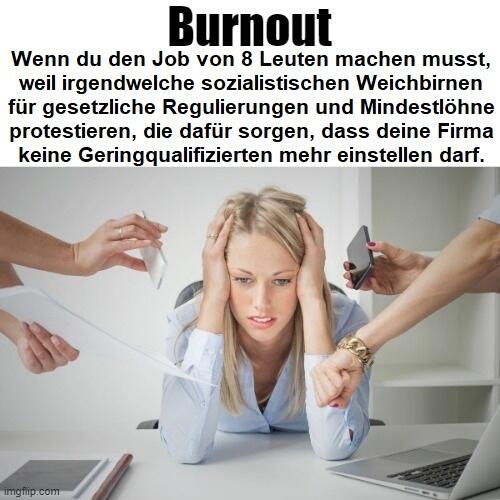 Burnout
Wenn du den Job von 8 Leuten machen musst,
weil irgendwelche sozialistischen Weichbirnen
für gesetzliche Regulierungen und Mindestlöhne
protestieren, die dafür sorgen, dass deine Firma
keine Geringqualifizierten mehr einstellen darf.
imgflip.com